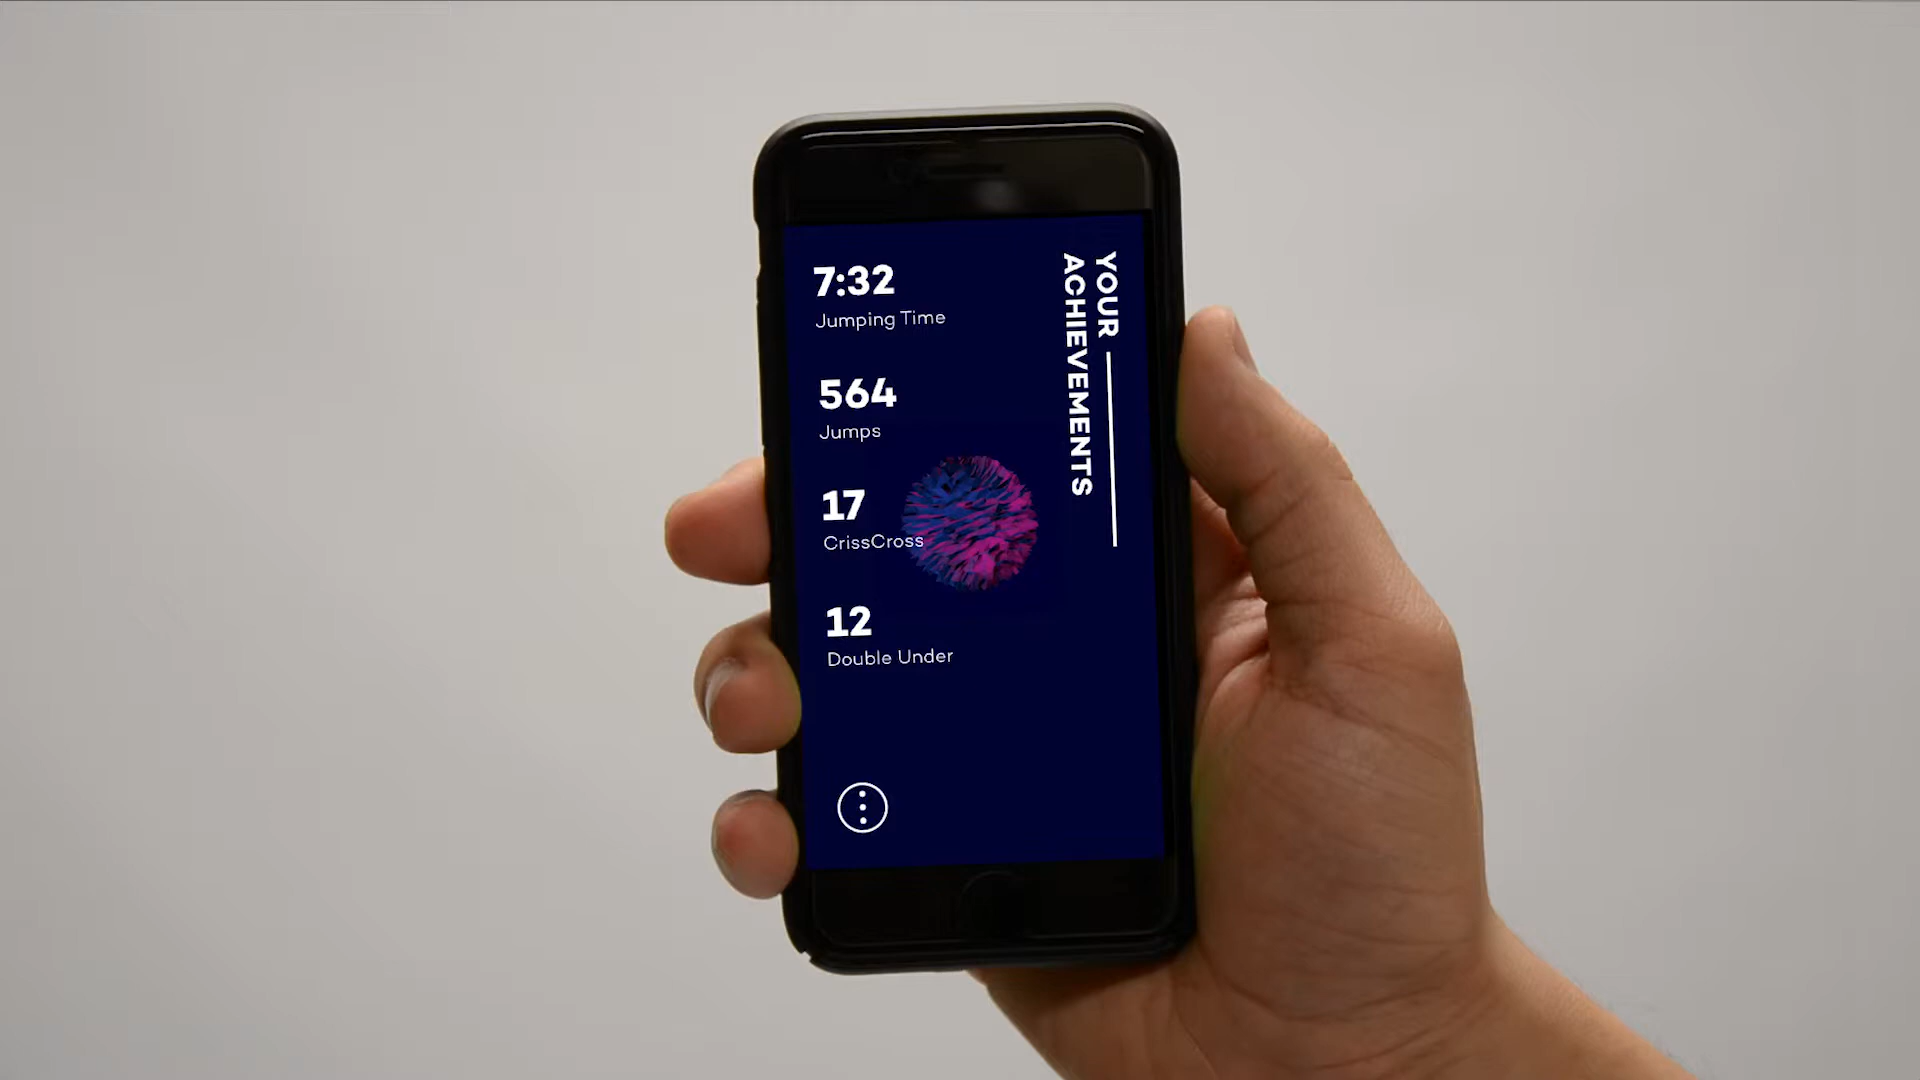 7:32
Jumping Time
564
Jumps
17
CrissCross
12
Double Under
YOUR
ACHIEVEMENTS